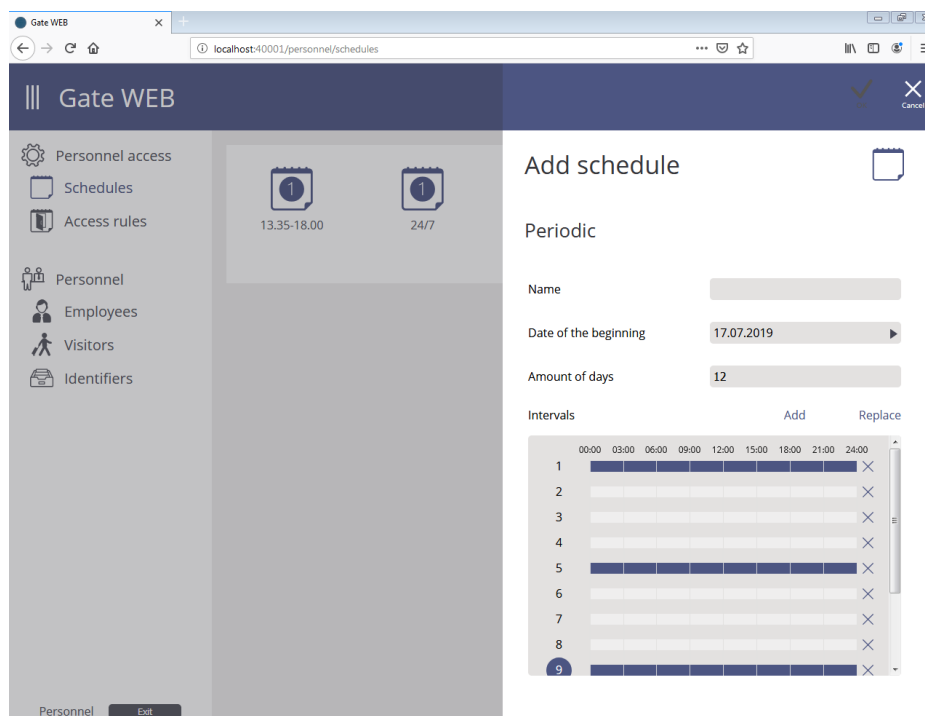 Gate WEB
localhost:40001/personnel/schedules
Gate WEB
Cancel
Personnel access
Schedules
Access rules
Personnel
Employees
Visitors
Identifiers
Personnel
Exit
1
13.35-18.00
1
24/7
Add schedule
Periodic
Name
Date of the beginning 17.07.2019
Amount of days 12
Intervals Add Replace
00:00 03:00 06:00 09:00 12:00 15:00 18:00 21:00 24:00
1
2
3
4
5
6
7
8
9